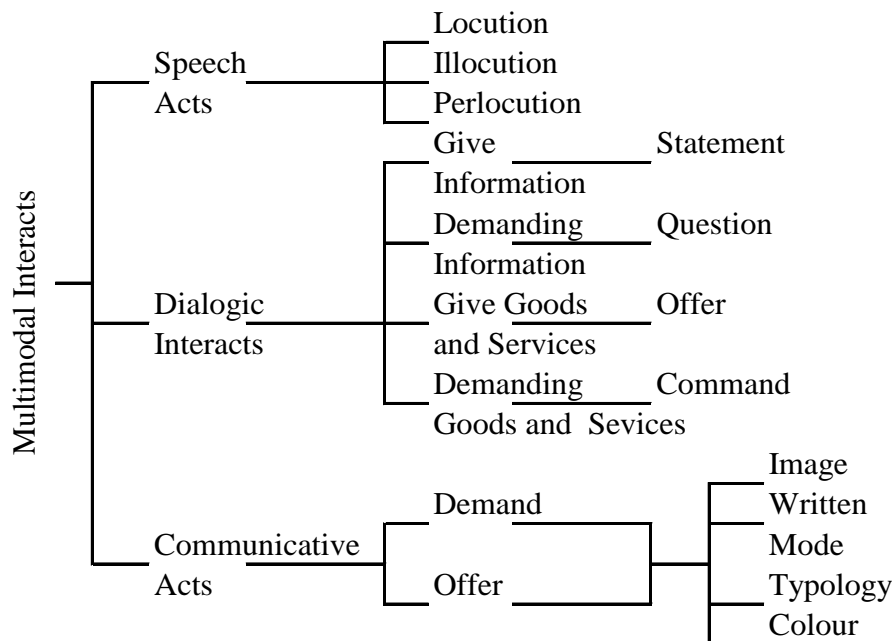 Multimodal Interacts
Speech
Acts
Locution
Illocution
Perlocution
Dialogic
Interacts
Give
Information
Statement
Demanding
Information
Question
Give Goods
and Services
Offer
Demanding
Goods and Sevices
Command
Communicative
Acts
Demand
Offer
Image
Written
Mode
Typology
Colour